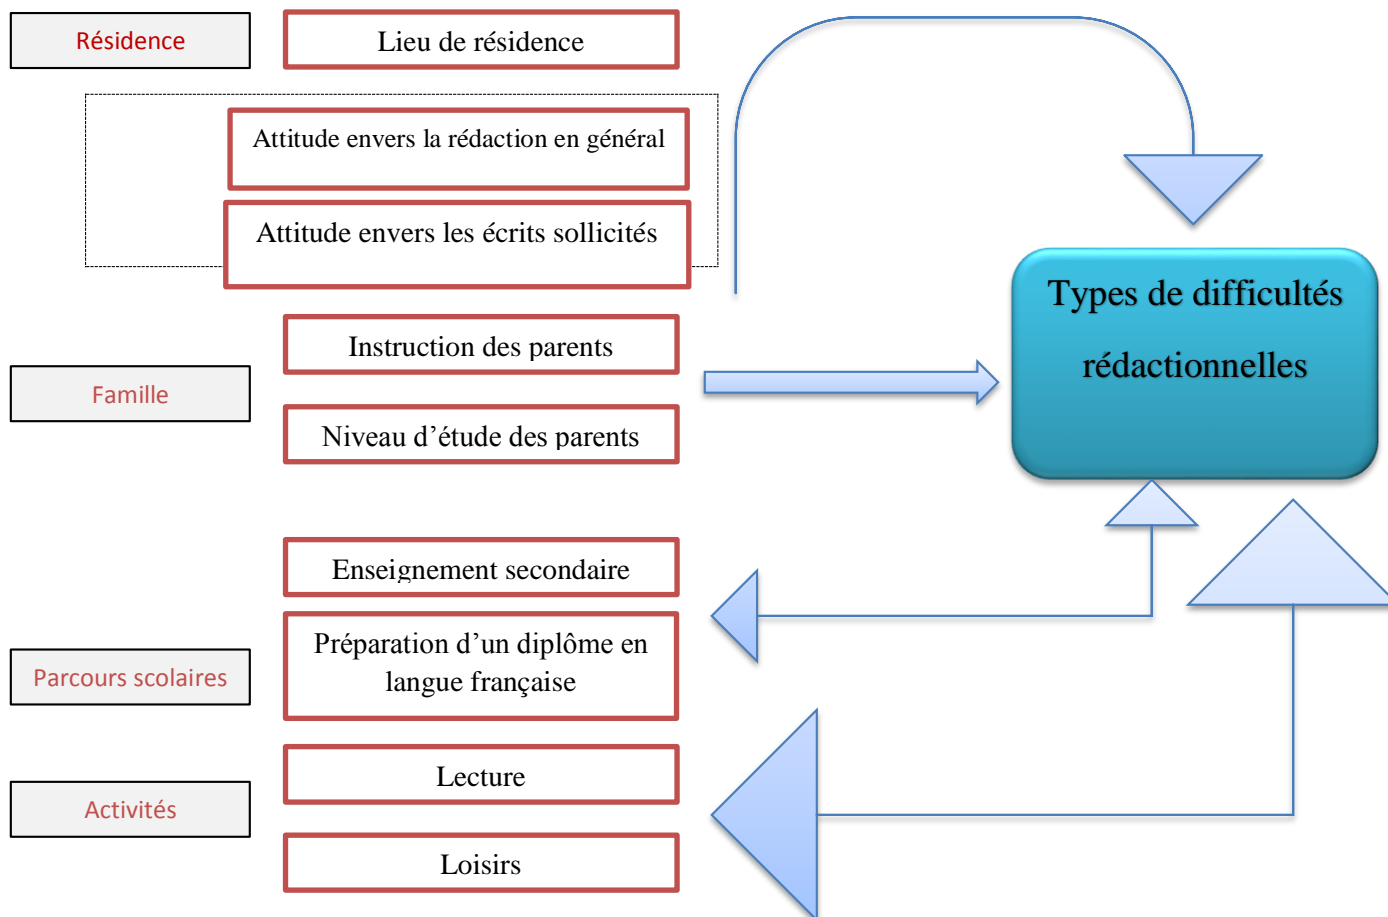 Résidence
Lieu de résidence
Attitude envers la rédaction en général
Attitude envers les écrits sollicités
Types de difficultés
rédactionnelles
Instruction des parents
Famille
Niveau d’étude des parents
Enseignement secondaire
Préparation d’un diplôme en
langue française
Parcours scolaires
Lecture
Activités
Loisirs